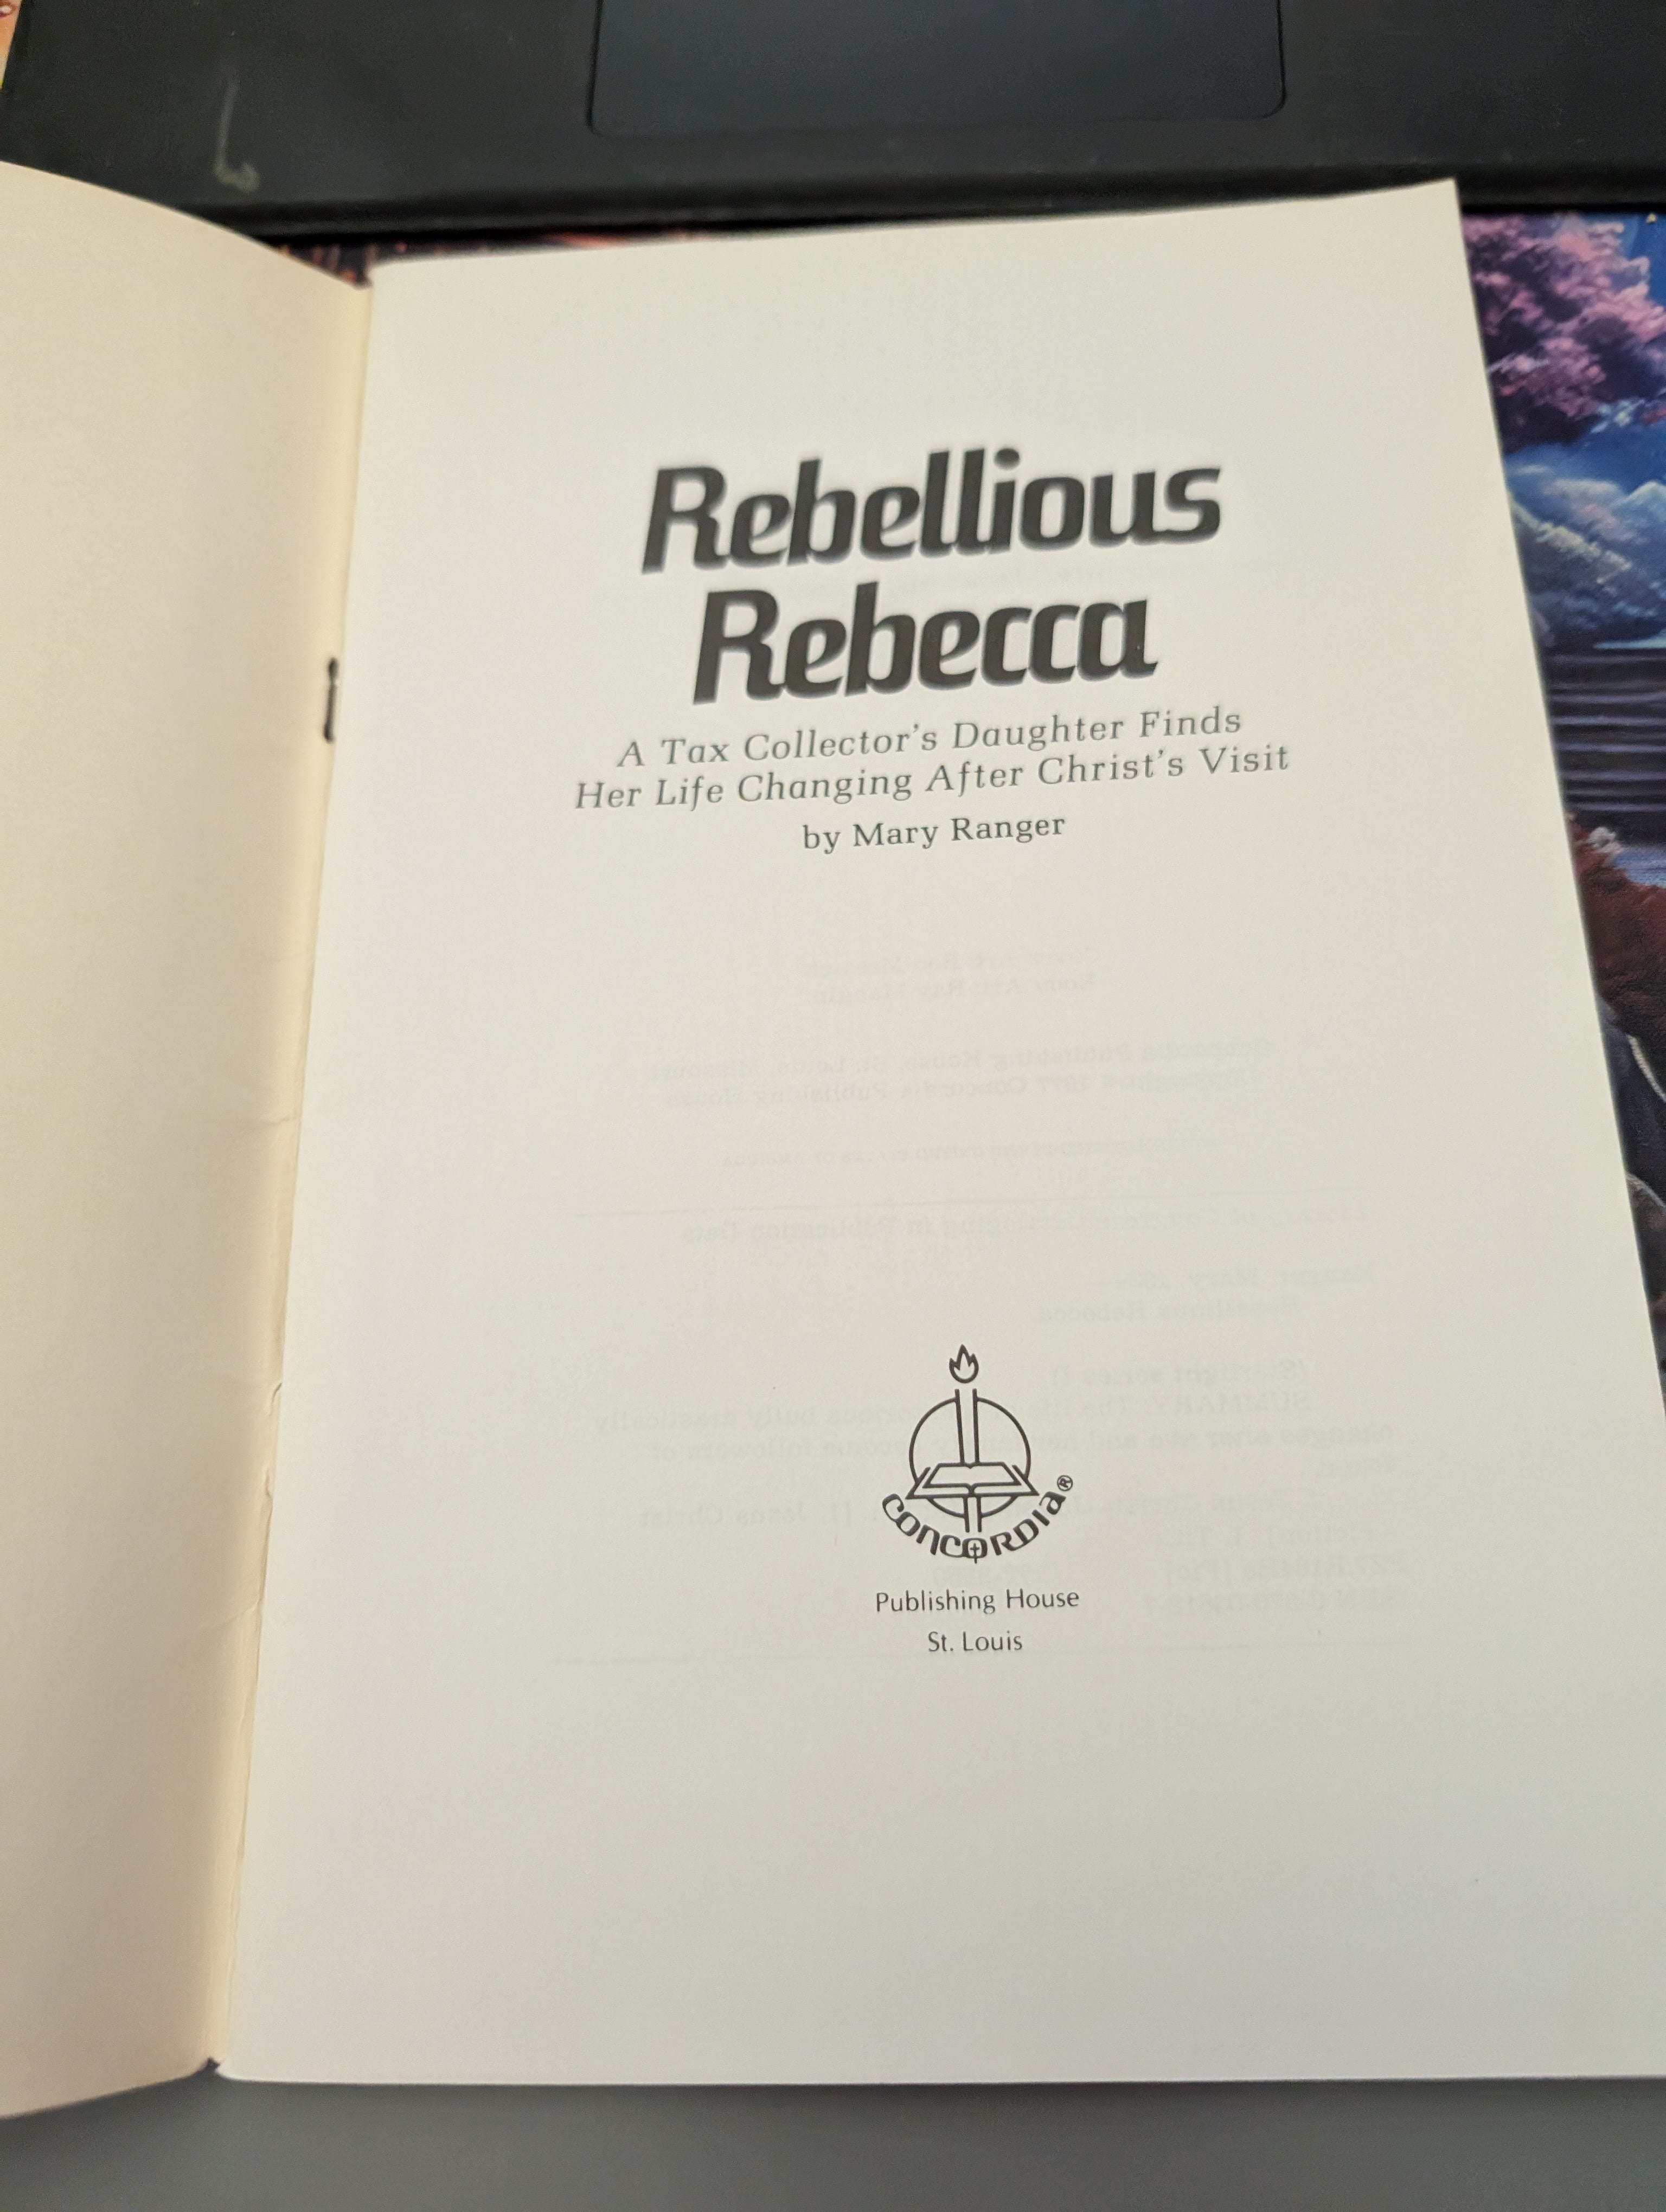 Rebellious
Rebecca
A Tax Collector's Daughter Finds
Her Life Changing After Christ's Visit
by Mary Ranger
CONCORDIA®
Publishing House
St. Louis